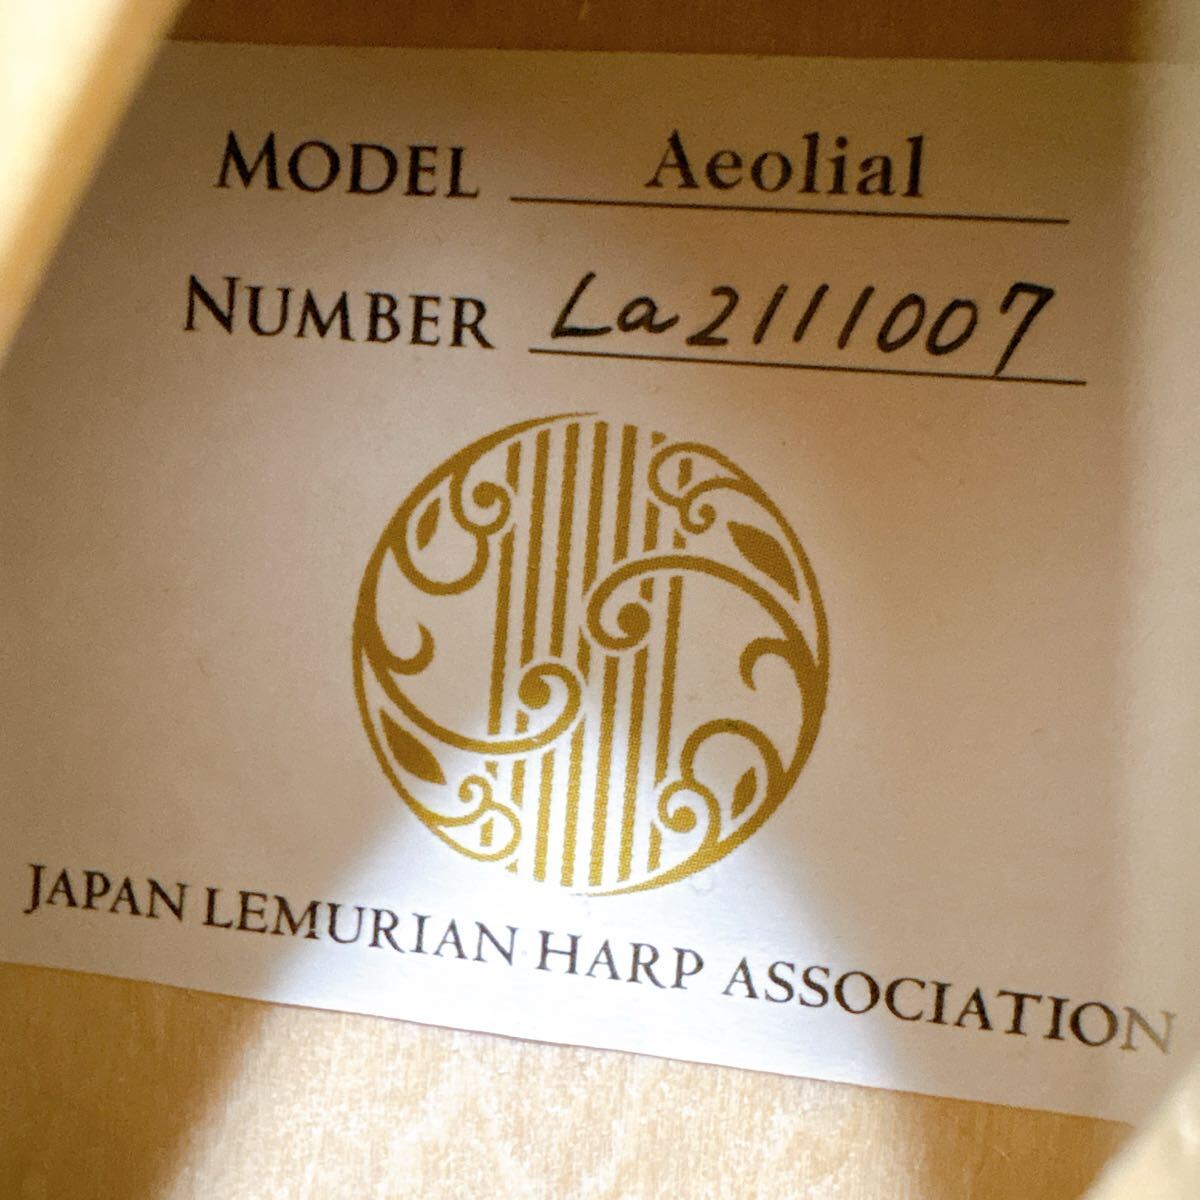 MODEL Aeolial
NUMBER La2111007
JAPAN LEMURIAN HARP ASSOCIATION